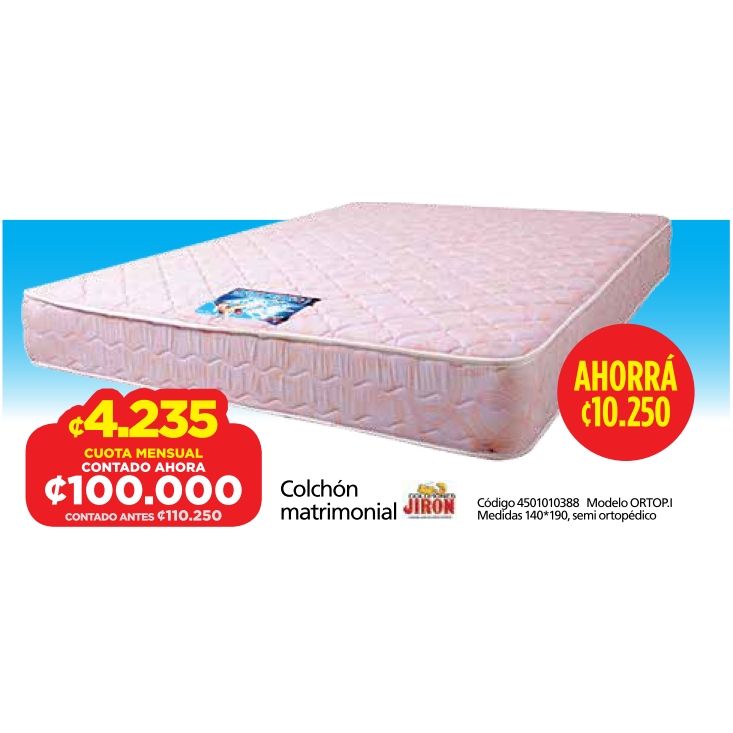 AHORRÁ
¢10.250
¢4.235
CUOTA MENSUAL
CONTADO AHORA
¢100.000
CONTADO ANTES ¢110.250
Colchón
matrimonial
JIRON
Código 4501010388 Modelo ORTOP.I
Medidas 140*190, semi ortopédico